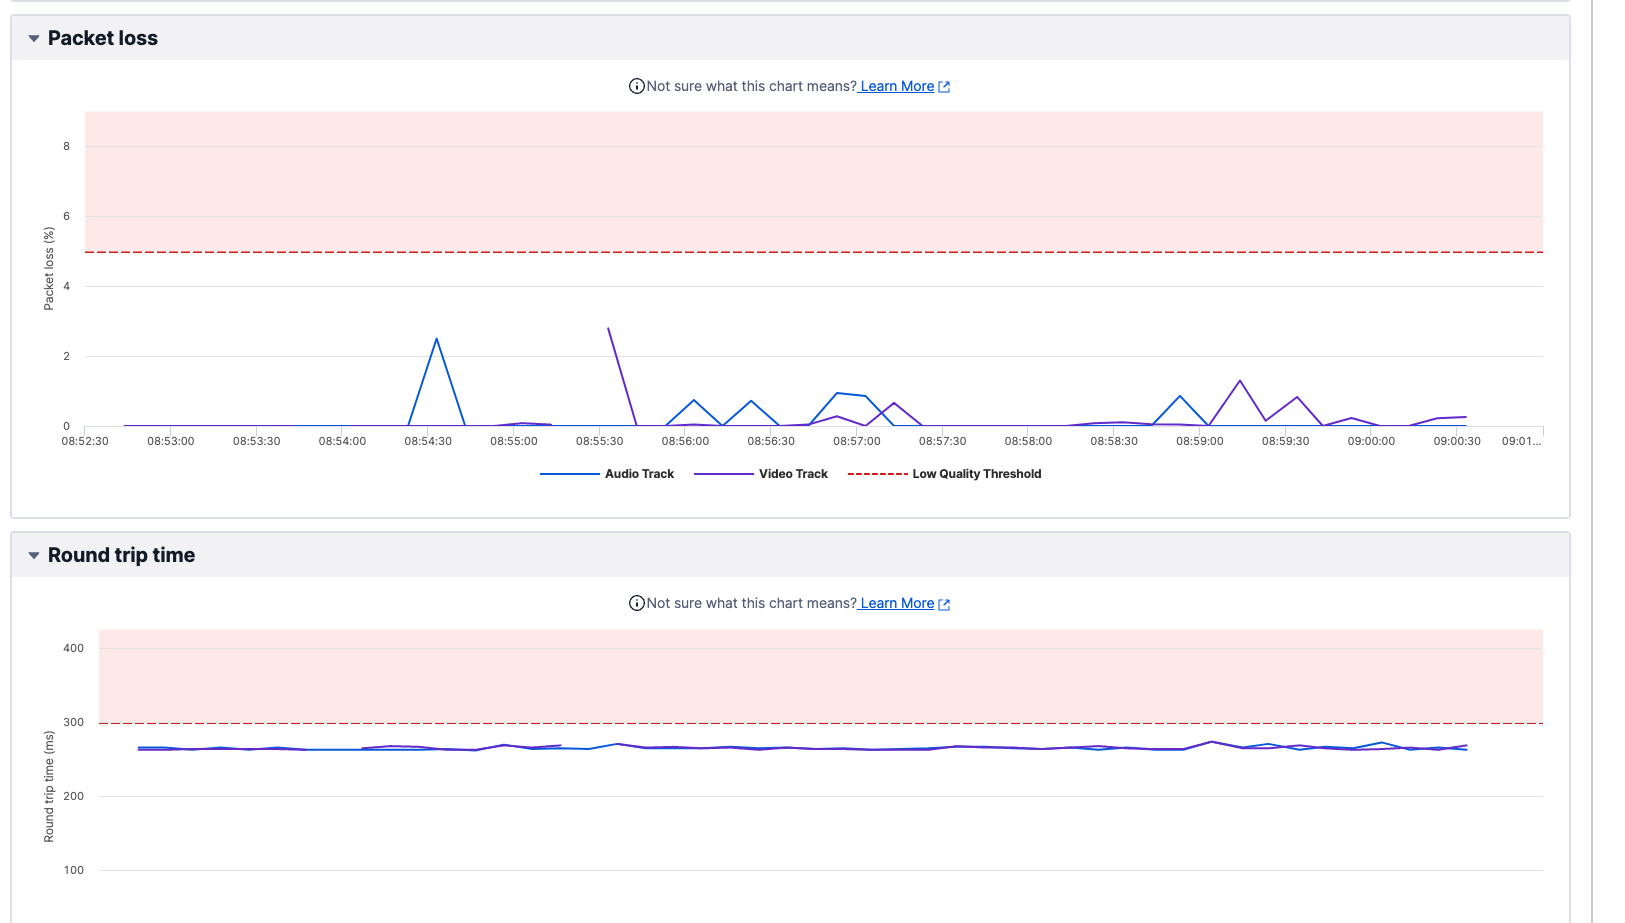 Packet loss
Not sure what this chart means? Learn More
8
6
4
2
0
Packet loss (%)
08:52:30 08:53:00 08:53:30 08:54:00 08:54:30 08:55:00 08:55:30 08:56:00 08:56:30 08:57:00 08:57:30 08:58:00 08:58:30 08:59:00 08:59:30 09:00:00 09:00:30 09:01...
Audio Track Video Track Low Quality Threshold
Round trip time
Not sure what this chart means? Learn More
400
300
200
100
Round trip time (ms)